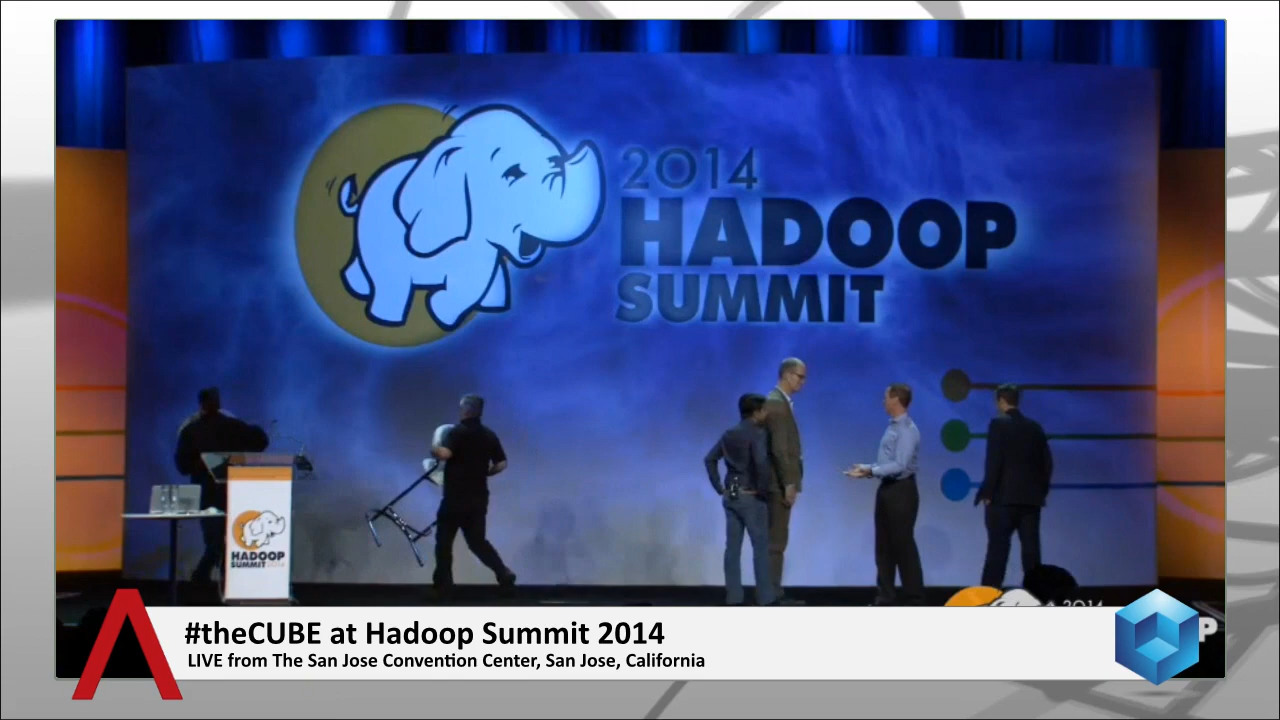 2014
HADOOP
SUMMIT
HADOOP
SUMMIT
2014
P
#theCUBE at Hadoop Summit 2014
LIVE from The San Jose Convention Center, San Jose, California